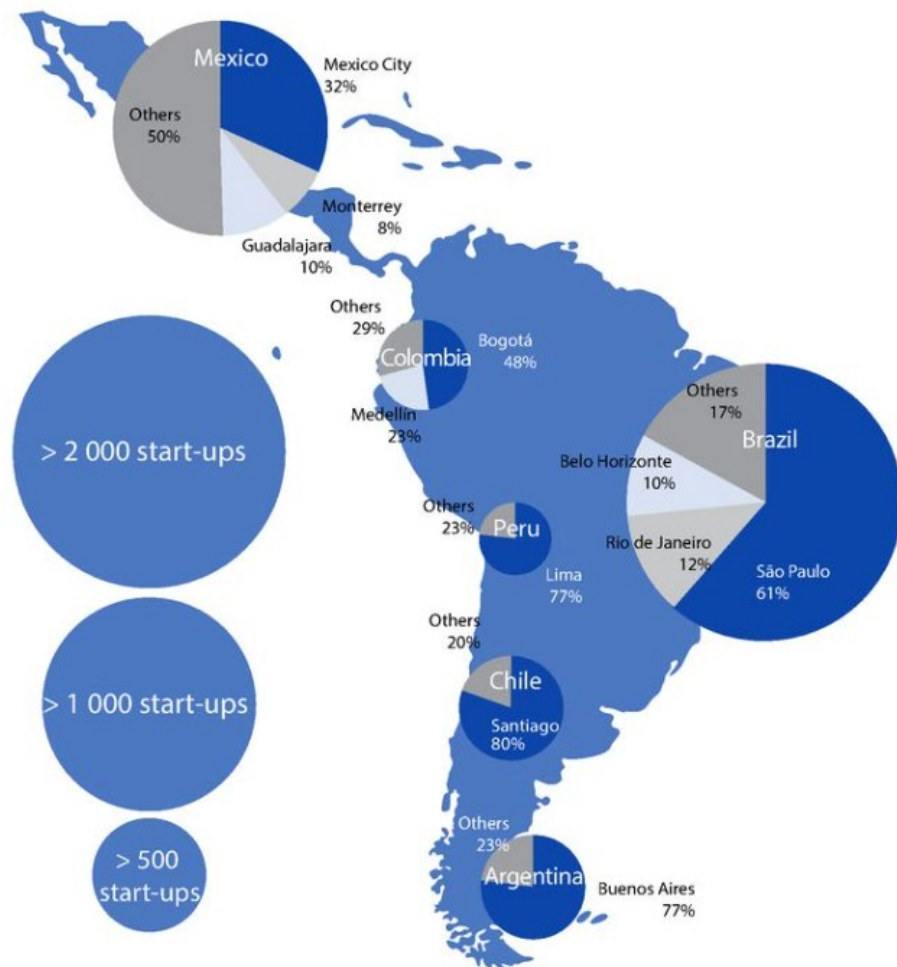 Mexico
Mexico City
32%
Others
50%
Monterrey
8%
Guadalajara
10%
Others
29%
Colombia
Bogotá
48%
Medellín
23%
> 2 000 start-ups
Others
17%
Brazil
Belo Horizonte
10%
Rio de Janeiro
12%
São Paulo
61%
Others
23%
Peru
Lima
77%
Others
20%
Chile
Santiago
80%
> 1 000 start-ups
Others
23%
Argentina
Buenos Aires
77%
> 500
start-ups